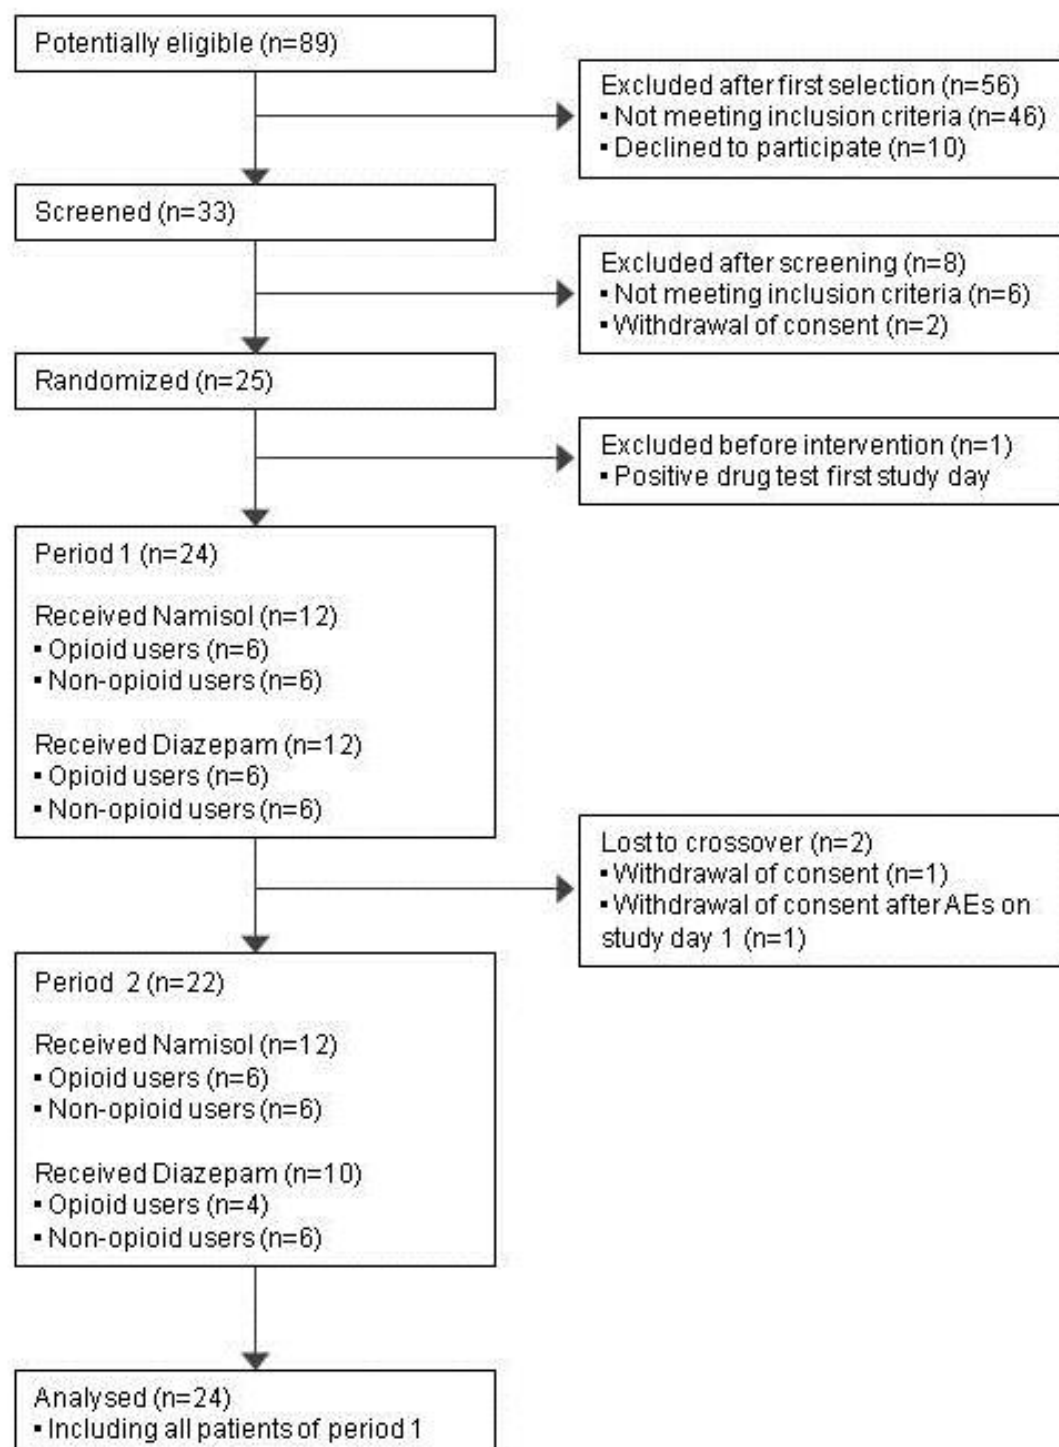 Potentially eligible (n=89)
Excluded after first selection (n=56)
▪ Not meeting inclusion criteria (n=46)
▪ Declined to participate (n=10)
Screened (n=33)
Excluded after screening (n=8)
▪ Not meeting inclusion criteria (n=6)
▪ Withdrawal of consent (n=2)
Randomized (n=25)
Excluded before intervention (n=1)
▪ Positive drug test first study day
Period 1 (n=24)
Received Namisol (n=12)
▪ Opioid users (n=6)
▪ Non-opioid users (n=6)
Received Diazepam (n=12)
▪ Opioid users (n=6)
▪ Non-opioid users (n=6)
Lost to crossover (n=2)
▪ Withdrawal of consent (n=1)
▪ Withdrawal of consent after AEs on
study day 1 (n=1)
Period 2 (n=22)
Received Namisol (n=12)
▪ Opioid users (n=6)
▪ Non-opioid users (n=6)
Received Diazepam (n=10)
▪ Opioid users (n=4)
▪ Non-opioid users (n=6)
Analysed (n=24)
▪ Including all patients of period 1